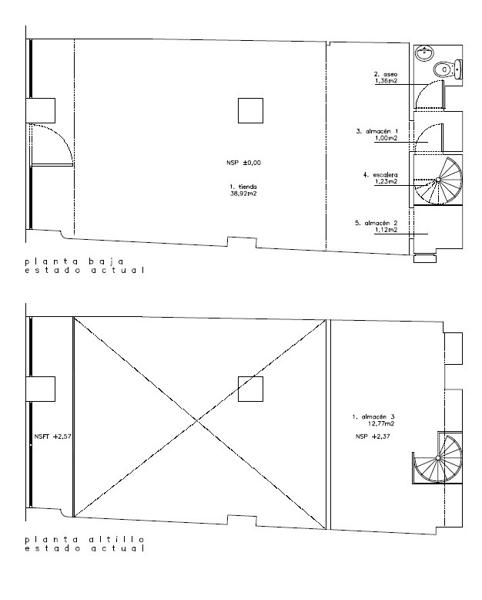 2. aseo
1,36m2
3. almacén 1
1,00m2
NSP ±0,00
4. escalera
1,23m2
1. tienda
38,92m2
5. almacén 2
1,12m2
planta baja
estado actual
1. almacén 3
12,77m2
NSFT +2,57
NSP +2,37
planta altillo
estado actual